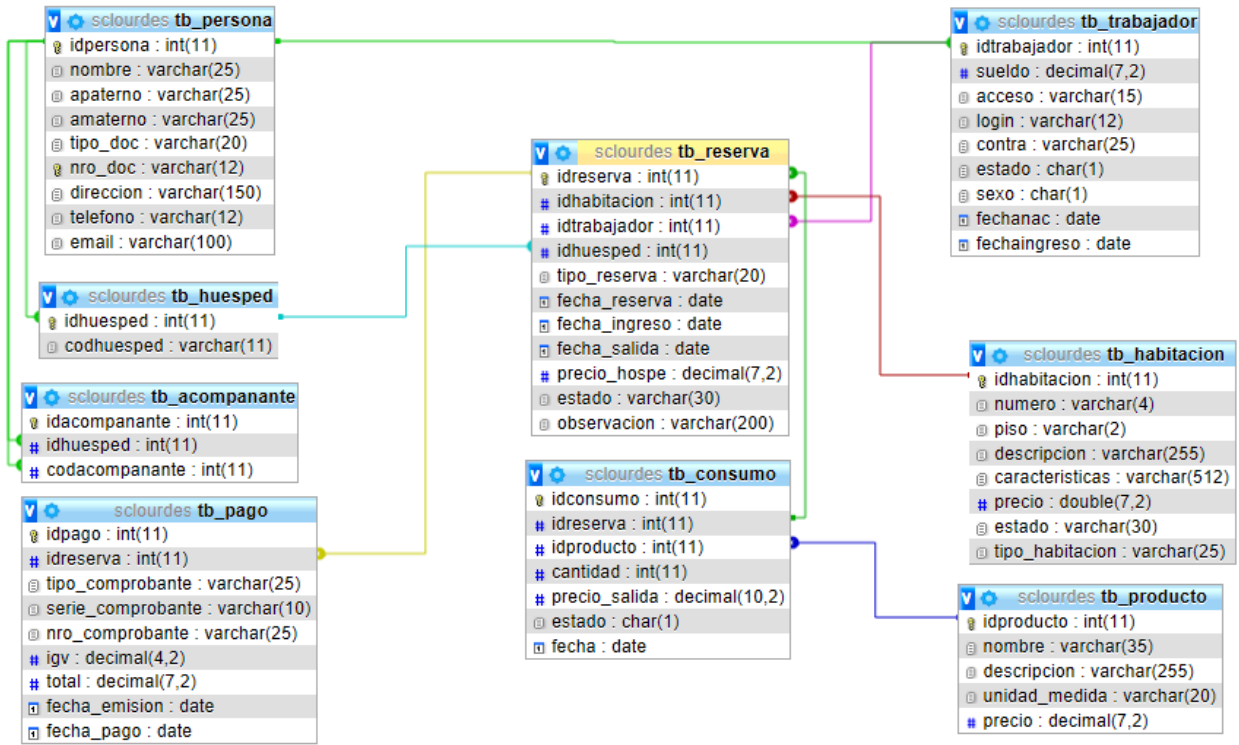 sclourdes tb_persona
idpersona : int(11)
nombre : varchar(25)
apaterno : varchar(25)
amaterno : varchar(25)
tipo_doc : varchar(20)
nro_doc : varchar(12)
direccion : varchar(150)
telefono : varchar(12)
email : varchar(100)
sclourdes tb_huesped
idhuesped : int(11)
codhuesped : varchar(11)
sclourdes tb_acompanante
idacompanante : int(11)
idhuesped : int(11)
codacompanante : int(11)
sclourdes tb_pago
idpago : int(11)
idreserva : int(11)
tipo_comprobante : varchar(25)
serie_comprobante : varchar(10)
nro_comprobante : varchar(25)
igv : decimal(4,2)
total : decimal(7,2)
fecha_emision : date
fecha_pago : date
sclourdes tb_reserva
idreserva : int(11)
idhabitacion : int(11)
idtrabajador : int(11)
idhuesped : int(11)
tipo_reserva : varchar(20)
fecha_reserva : date
fecha_ingreso : date
fecha_salida : date
precio_hospe : decimal(7,2)
estado : varchar(30)
observacion : varchar(200)
sclourdes tb_consumo
idconsumo : int(11)
idreserva : int(11)
idproducto : int(11)
cantidad : int(11)
precio_salida : decimal(10,2)
estado : char(1)
fecha : date
sclourdes tb_trabajador
idtrabajador : int(11)
sueldo : decimal(7,2)
acceso : varchar(15)
login : varchar(12)
contra : varchar(25)
estado : char(1)
sexo : char(1)
fechanac : date
fechaingreso : date
sclourdes tb_habitacion
idhabitacion : int(11)
numero : varchar(4)
piso : varchar(2)
descripcion : varchar(255)
caracteristicas : varchar(512)
precio : double(7,2)
estado : varchar(30)
tipo_habitacion : varchar(25)
sclourdes tb_producto
idproducto : int(11)
nombre : varchar(35)
descripcion : varchar(255)
unidad_medida : varchar(20)
precio : decimal(7,2)